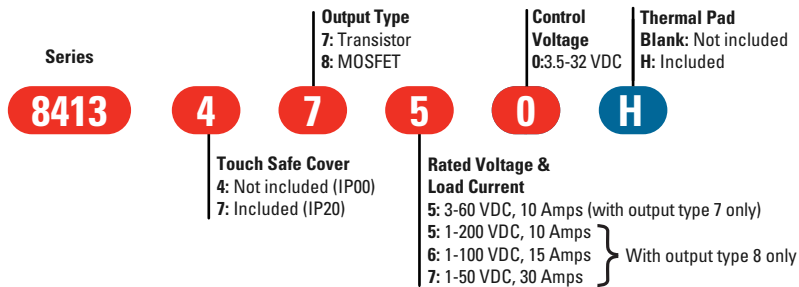 Series
8413
4
7
5
0
H
Output Type
7: Transistor
8: MOSFET
Control
Voltage
0:3.5-32 VDC
Thermal Pad
Blank: Not included
H: Included
Touch Safe Cover
4: Not included (IP00)
7: Included (IP20)
Rated Voltage &
Load Current
5: 3-60 VDC, 10 Amps (with output type 7 only)
5: 1-200 VDC, 10 Amps
6: 1-100 VDC, 15 Amps
7: 1-50 VDC, 30 Amps
With output type 8 only